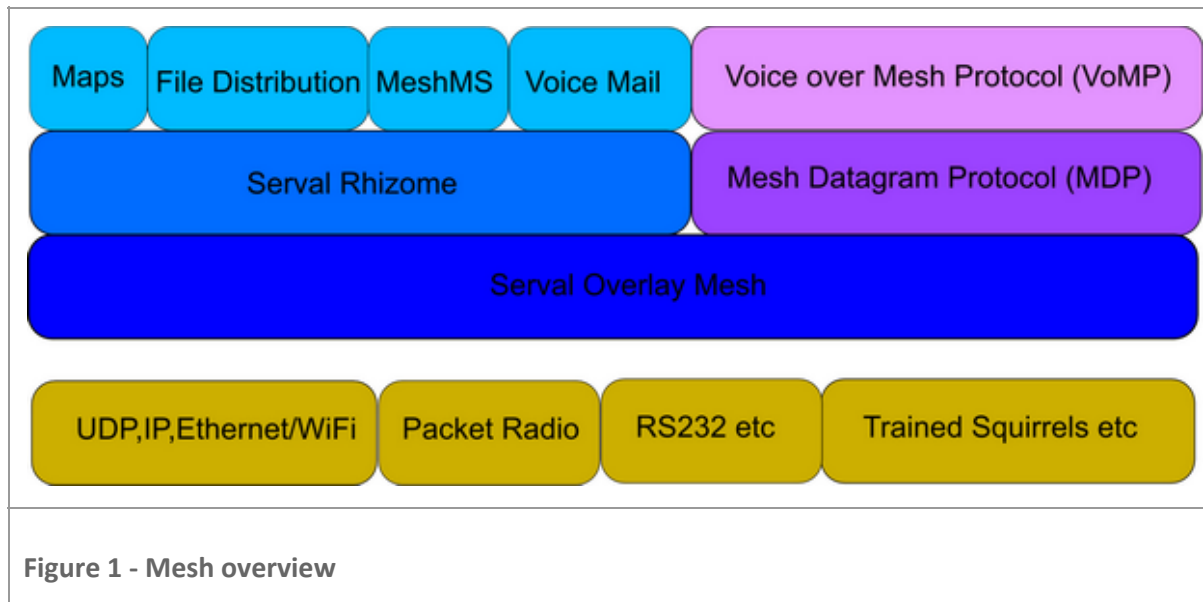 Maps
File Distribution
MeshMS
Voice Mail
Voice over Mesh Protocol (VoMP)
Serval Rhizome
Mesh Datagram Protocol (MDP)
Serval Overlay Mesh
UDP,IP,Ethernet/WiFi
Packet Radio
RS232 etc
Trained Squirrels etc
Figure 1 - Mesh overview